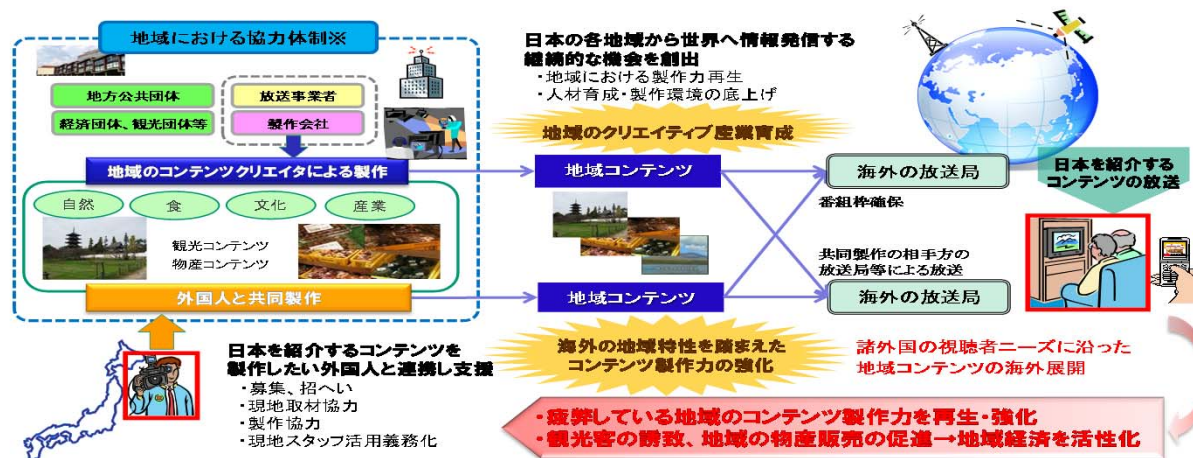 地域における協力体制※
地方公共団体
経済団体、観光団体等
放送事業者
製作会社
地域のコンテンツクリエイタによる製作
自然
食
文化
産業
観光コンテンツ
物産コンテンツ
外国人と共同製作
日本を紹介するコンテンツを
製作したい外国人と連携し支援
・募集、招へい
・現地取材協力
・製作協力
・現地スタッフ活用義務化
日本の各地域から世界へ情報発信する
継続的な機会を創出
・地域における製作力再生
・人材育成・製作環境の底上げ
地域のクリエイティブ産業育成
地域コンテンツ
地域コンテンツ
海外の地域特性を踏まえた
コンテンツ製作力の強化
海外の放送局
番組枠確保
共同製作の相手方の
放送局等による放送
海外の放送局
日本を紹介する
コンテンツの放送
諸外国の視聴者ニーズに沿った
地域コンテンツの海外展開
・疲弊している地域のコンテンツ製作力を再生・強化
・観光客の誘致、地域の物産販売の促進→地域経済を活性化